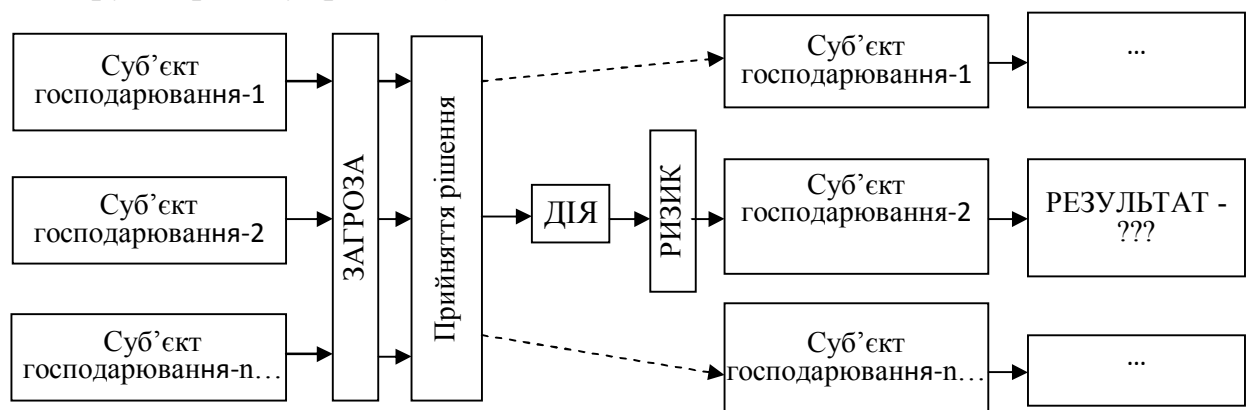 Суб’єкт
господарювання-1
Суб’єкт
господарювання-2
Суб’єкт
господарювання-n…
ЗАГРОЗА
Прийняття рішення
ДІЯ
РИЗИК
Суб’єкт
господарювання-1
...
Суб’єкт
господарювання-2
РЕЗУЛЬТАТ -
???
Суб’єкт
господарювання-n…
...